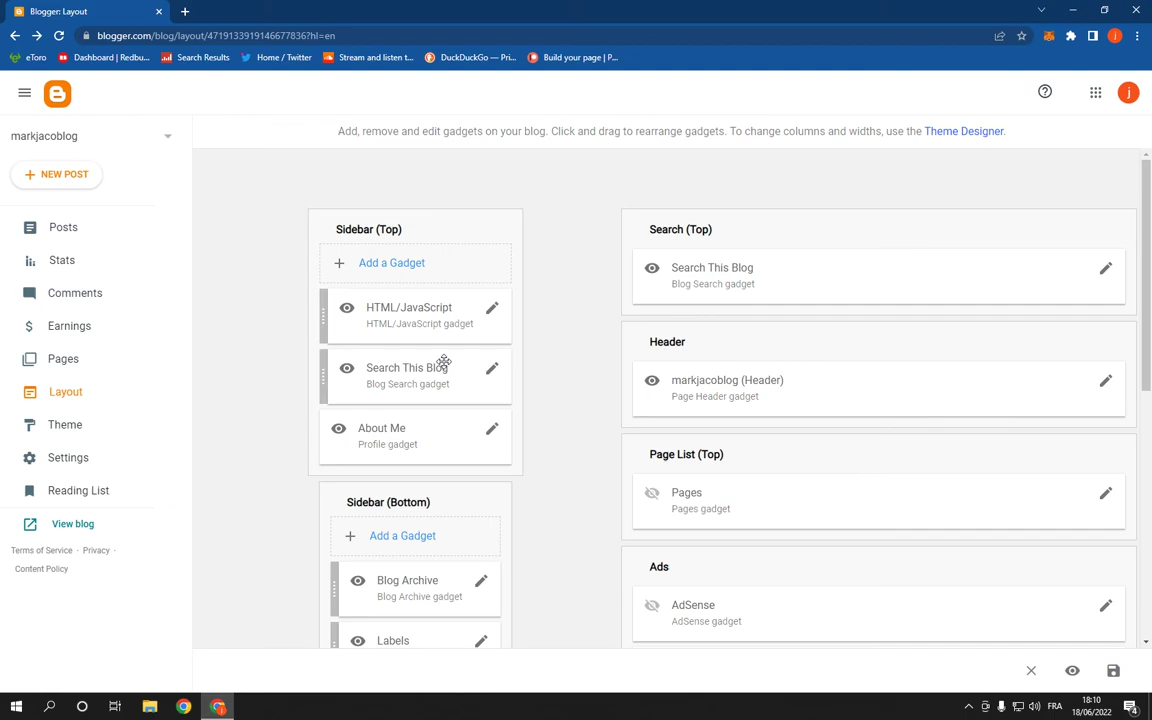 Blogger: Layout
blogger.com/blog/layout/4719133919146677836?hl=en
eToro
Dashboard | Redbu...
Search Results
Home / Twitter
Stream and listen t...
DuckDuckGo — Pri...
Build your page | P...
j
markjacoblog
Add, remove and edit gadgets on your blog. Click and drag to rearrange gadgets. To change columns and widths, use the Theme Designer.
NEW POST
Posts
Stats
Comments
Earnings
Pages
Layout
Theme
Settings
Reading List
View blog
Terms of Service · Privacy ·
Content Policy
Sidebar (Top)
Add a Gadget
HTML/JavaScript
HTML/JavaScript gadget
Search This Blog
Blog Search gadget
About Me
Profile gadget
Sidebar (Bottom)
Add a Gadget
Blog Archive
Blog Archive gadget
Labels
Search (Top)
Search This Blog
Blog Search gadget
Header
markjacoblog (Header)
Page Header gadget
Page List (Top)
Pages
Pages gadget
Ads
AdSense
AdSense gadget
FRA
18:10
18/06/2022
4